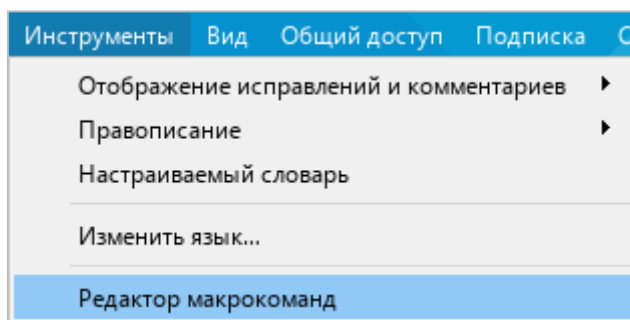 Инструменты Вид Общий доступ Подписка
Отображение исправлений и комментариев
Правописание
Настраиваемый словарь
Изменить язык...
Редактор макрокоманд